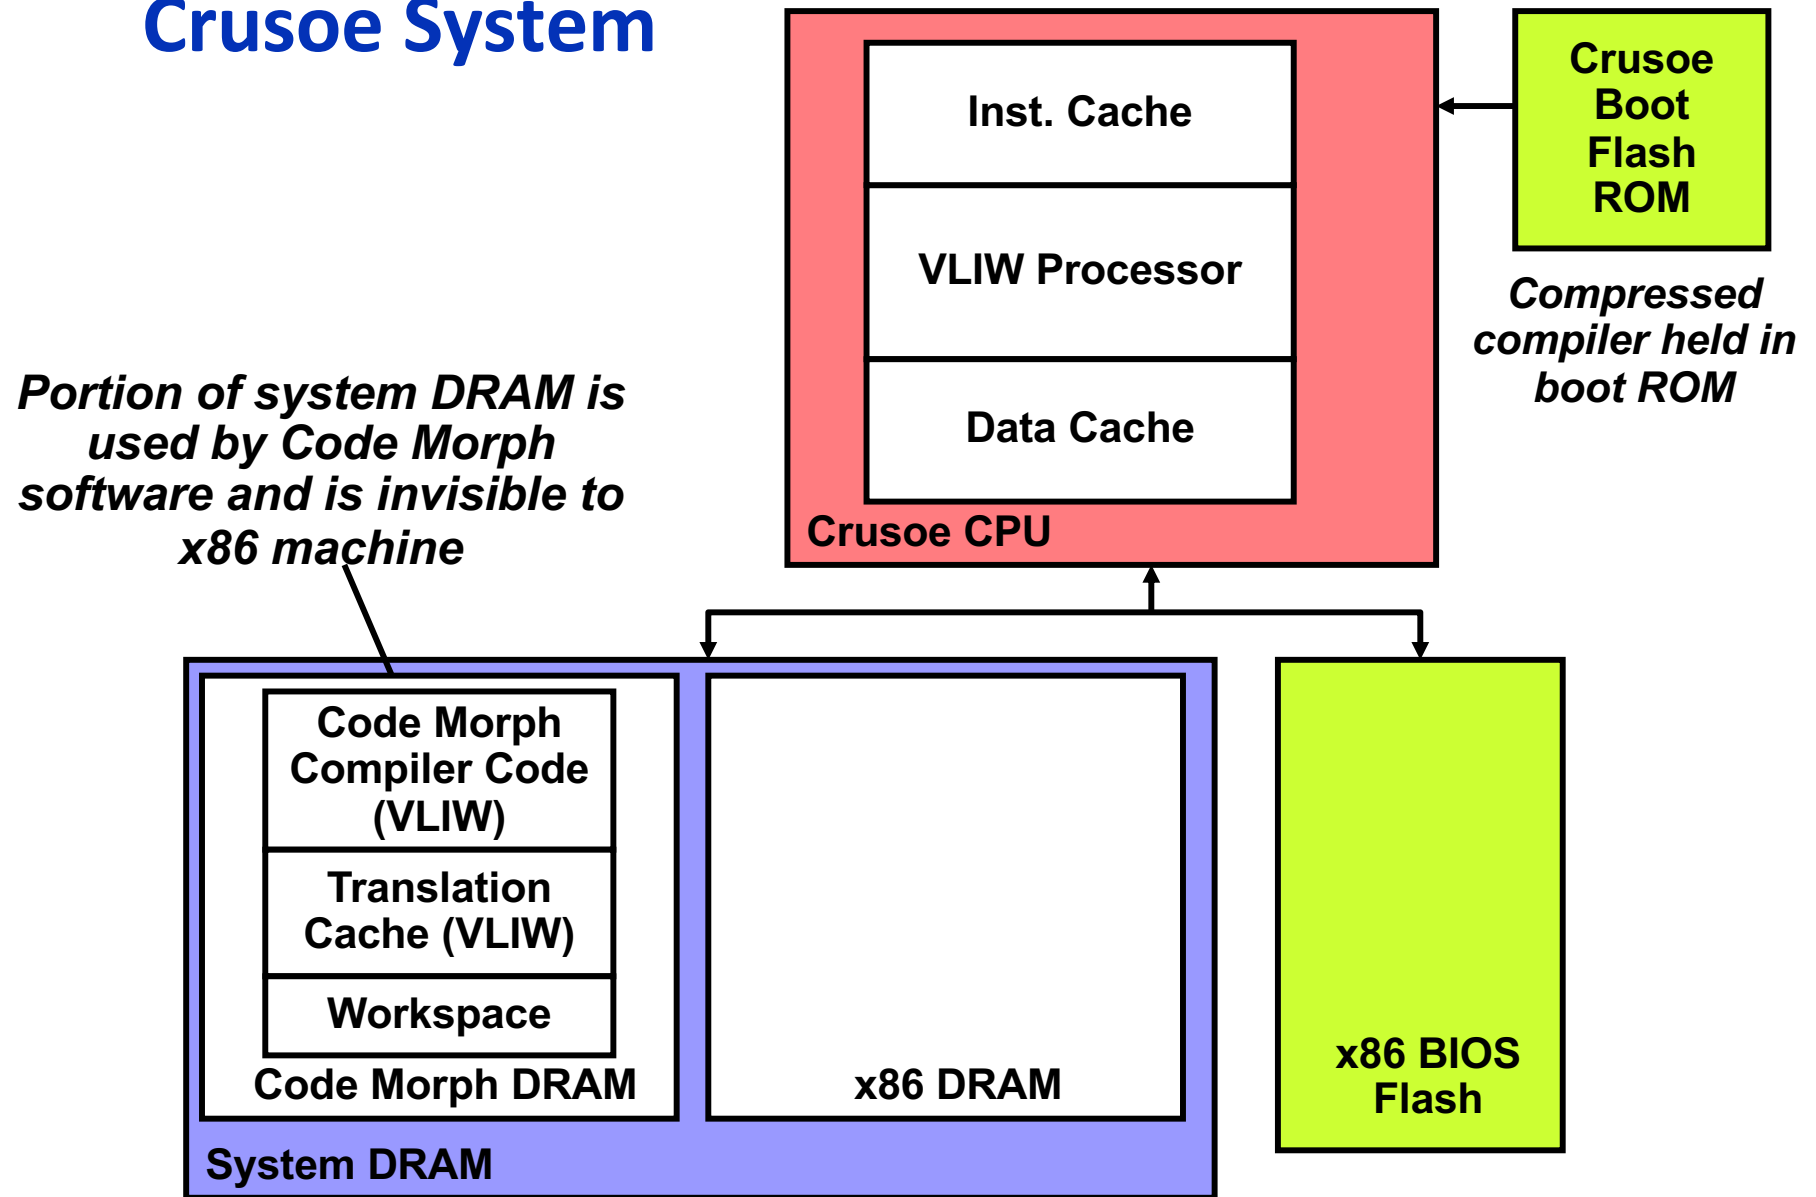 Crusoe System
Inst. Cache
VLIW Processor
Data Cache
Crusoe CPU
Crusoe
Boot
Flash
ROM
Compressed
compiler held in
boot ROM
Portion of system DRAM is
used by Code Morph
software and is invisible to
x86 machine
Code Morph
Compiler Code
(VLIW)
Translation
Cache (VLIW)
Workspace
Code Morph DRAM
x86 DRAM
System DRAM
x86 BIOS
Flash